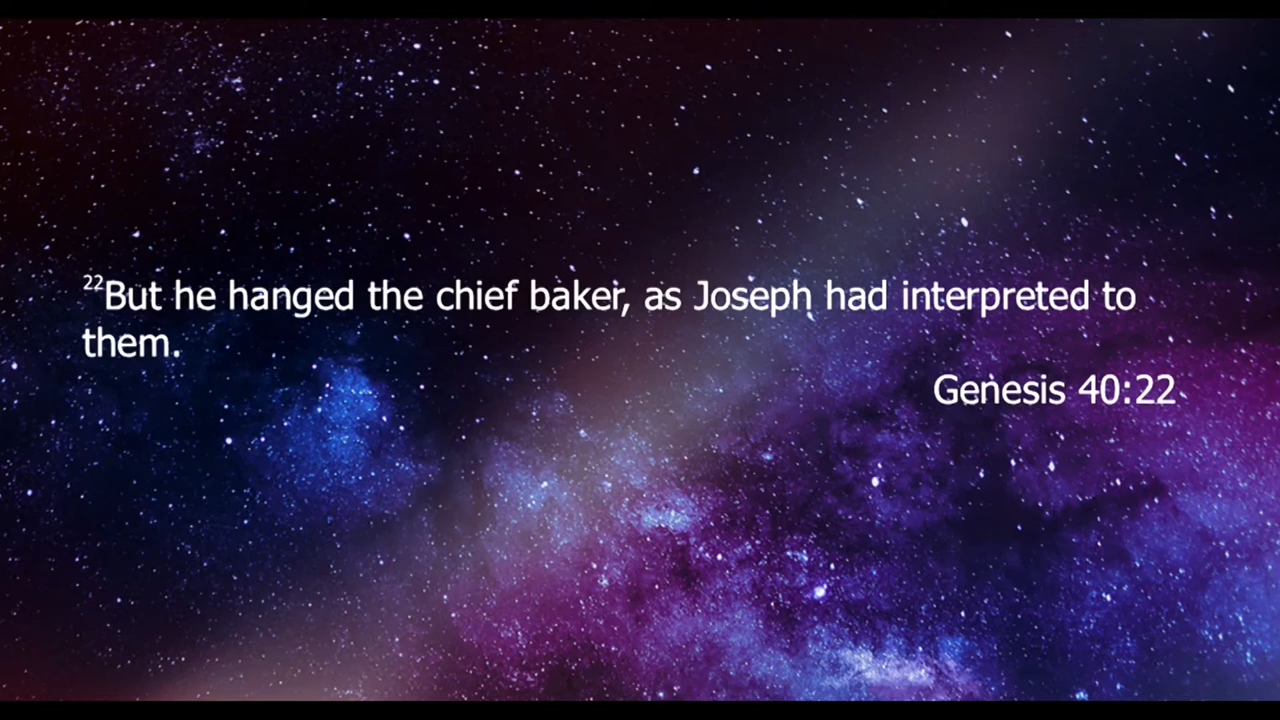 22But he hanged the chief baker, as Joseph had interpreted to
them.
Genesis 40:22